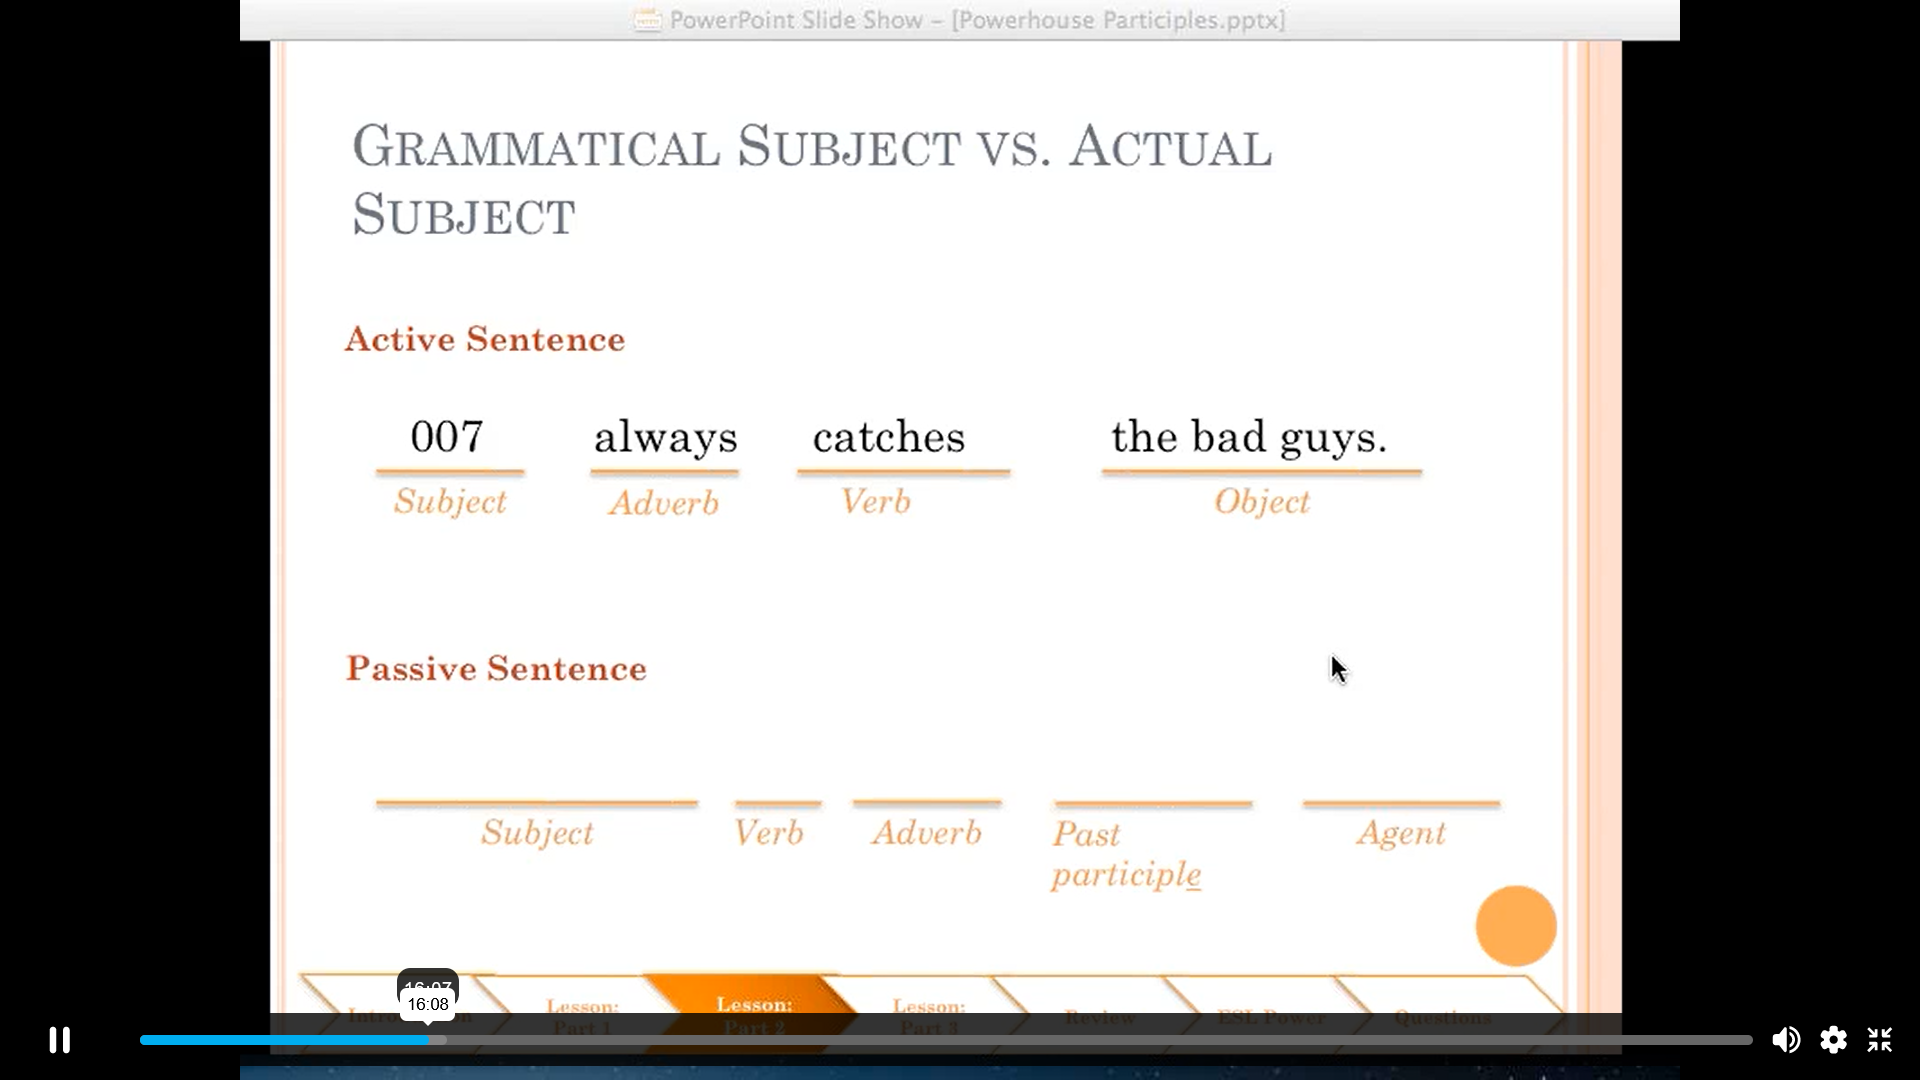 PowerPoint Slide Show – [Powerhouse Participles.pptx]
GRAMMATICAL SUBJECT VS. ACTUAL
SUBJECT
Active Sentence
007 always catches the bad guys.
Subject Adverb Verb Object
Passive Sentence
Subject Verb Adverb Past participle Agent
16:07
16:08
Lesson: Part 1
Lesson: Part 2
Lesson: Part 3
Review
ESL Power
Questions